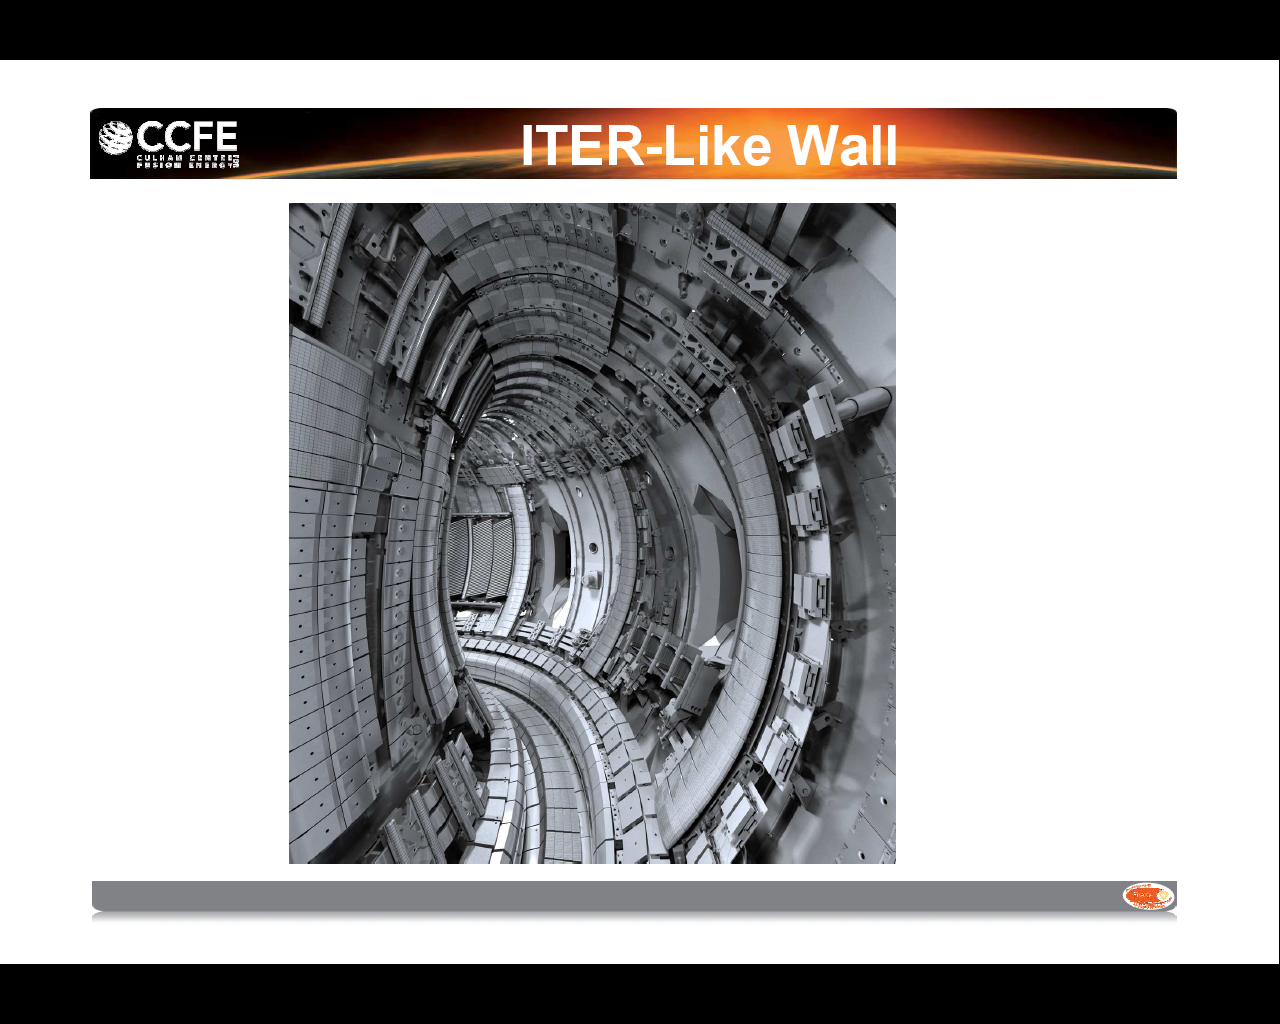 CCFE
CULHAM CENTRE
FUSION ENERGY
ITER-Like Wall